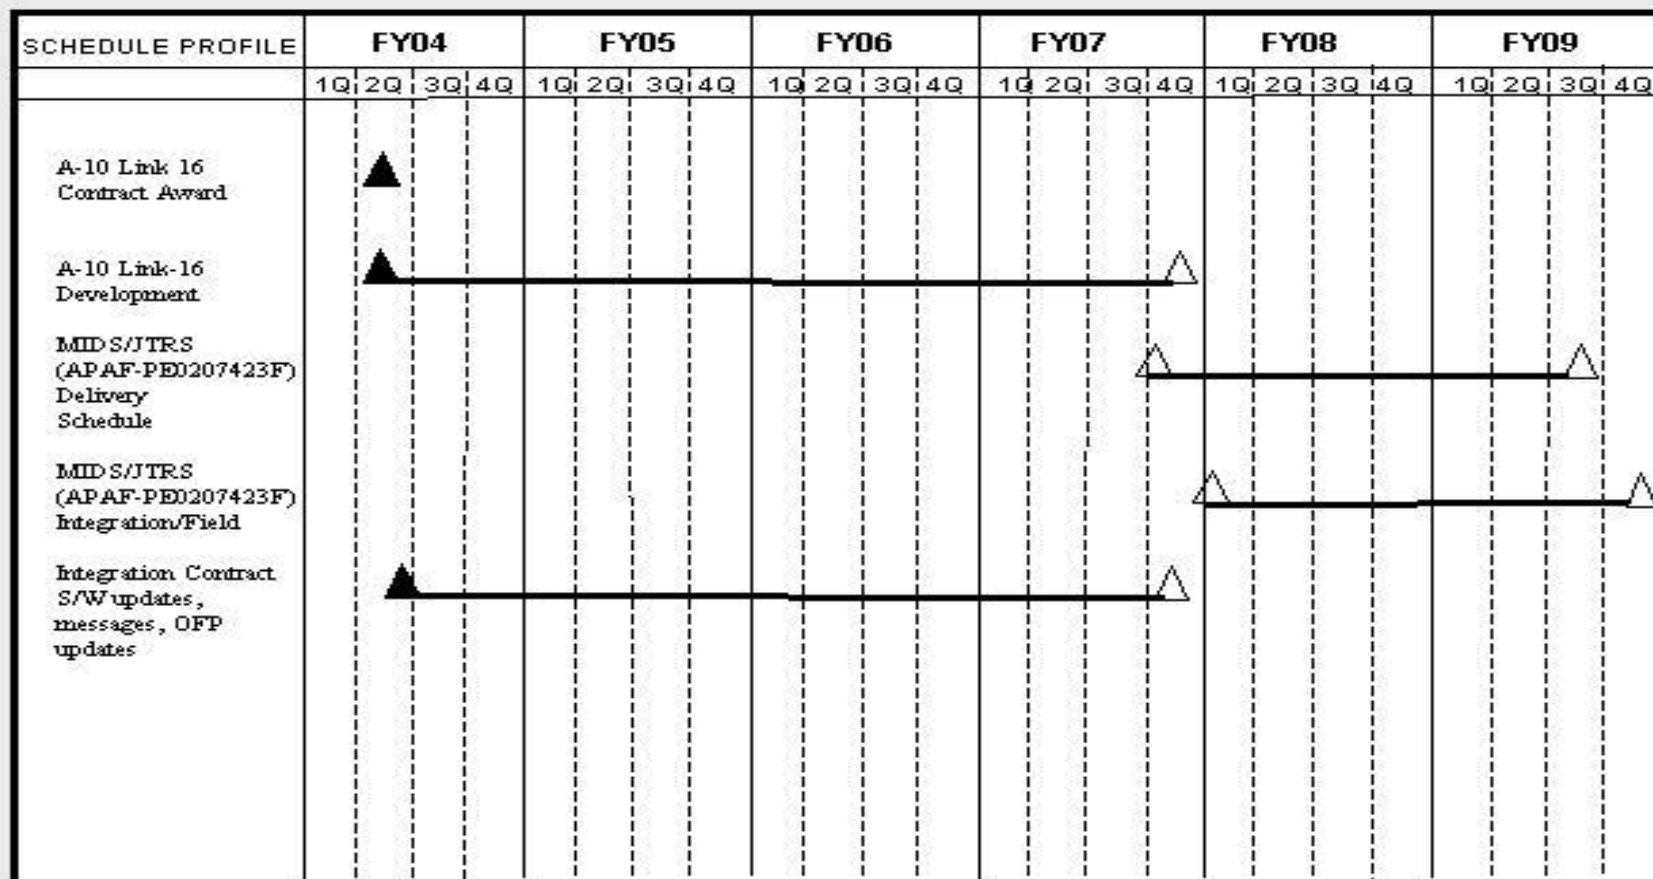 SCHEDULE PROFILE FY04 FY05 FY06 FY07 FY08 FY09
1Q 2Q 3Q 4Q 1Q 2Q 3Q 4Q 1Q 2Q 3Q 4Q 1Q 2Q 3Q 4Q 1Q 2Q 3Q 4Q 1Q 2Q 3Q 4Q
A-10 Link 16
Contract Award
A-10 Link-16
Development
MIDS/JTRS
(APAF-PE0207423F)
Delivery
Schedule
MIDS/JTRS
(APAF-PE0207423F)
Integration/Field
Integration Contract
S/W updates,
messages, OFP
updates